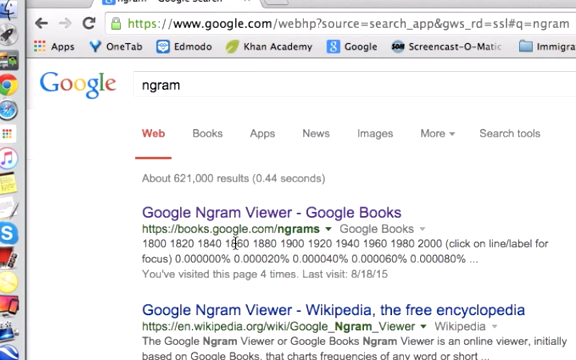 ngram - Google Search
https://www.google.com/webhp?source=search_app&gws_rd=ssl#q=ngram
Apps OneTab Edmodo Khan Academy Google Screencast-O-Matic Immigra
Google ngram
Web Books Apps News Images More Search tools
About 621,000 results (0.44 seconds)
Google Ngram Viewer - Google Books
https://books.google.com/ngrams Google Books
1800 1820 1840 1860 1880 1900 1920 1940 1960 1980 2000 (click on line/label for
focus) 0.000000% 0.000020% 0.000040% 0.000060% 0.000080% ...
You've visited this page 4 times. Last visit: 8/18/15
Google Ngram Viewer - Wikipedia, the free encyclopedia
https://en.wikipedia.org/wiki/Google_Ngram_Viewer Wikipedia
The Google Ngram Viewer or Google Books Ngram Viewer is an online viewer, initially
based on Google Books, that charts frequencies of any word or short ...